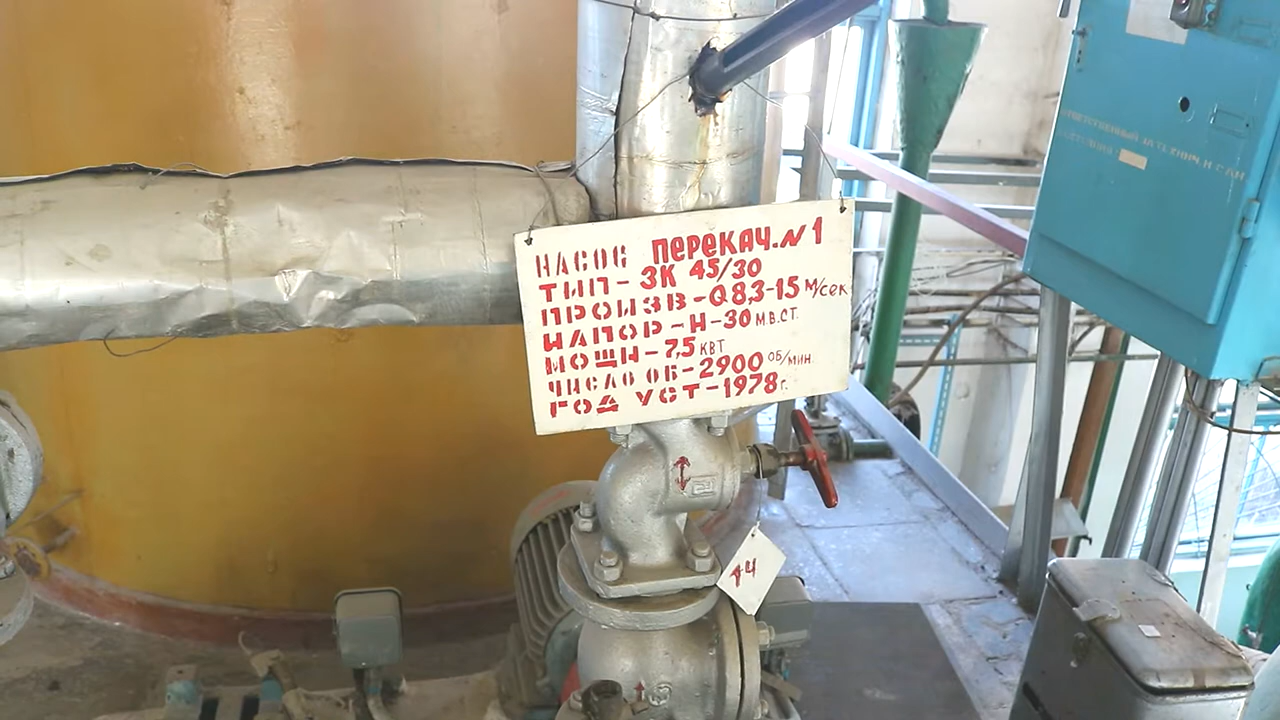 НАСОС ПЕРЕКАЧ. N 1
ТИП - 3К 45/30
ПРОИЗВ - Q 8,3-15 М/сек
НАПОР - Н - 30 М.В.СТ.
МОЩН - 7,5 КВТ
ЧИСЛО ОБ - 2900 ОБ/МИН.
ГОД УСТ - 1978 г.
14